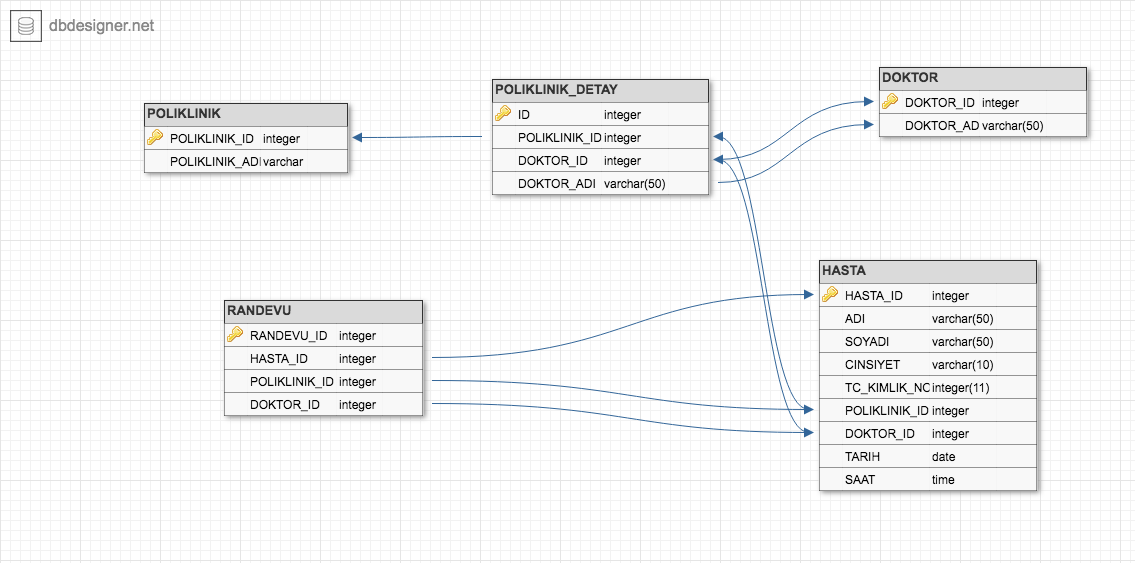 dbdesigner.net
POLIKLINIK
POLIKLINIK_ID integer
POLIKLINIK_ADI varchar
POLIKLINIK_DETAY
ID integer
POLIKLINIK_ID integer
DOKTOR_ID integer
DOKTOR_ADI varchar(50)
DOKTOR
DOKTOR_ID integer
DOKTOR_AD varchar(50)
RANDEVU
RANDEVU_ID integer
HASTA_ID integer
POLIKLINIK_ID integer
DOKTOR_ID integer
HASTA
HASTA_ID integer
ADI varchar(50)
SOYADI varchar(50)
CINSIYET varchar(10)
TC_KIMLIK_NO integer(11)
POLIKLINIK_ID integer
DOKTOR_ID integer
TARIH date
SAAT time